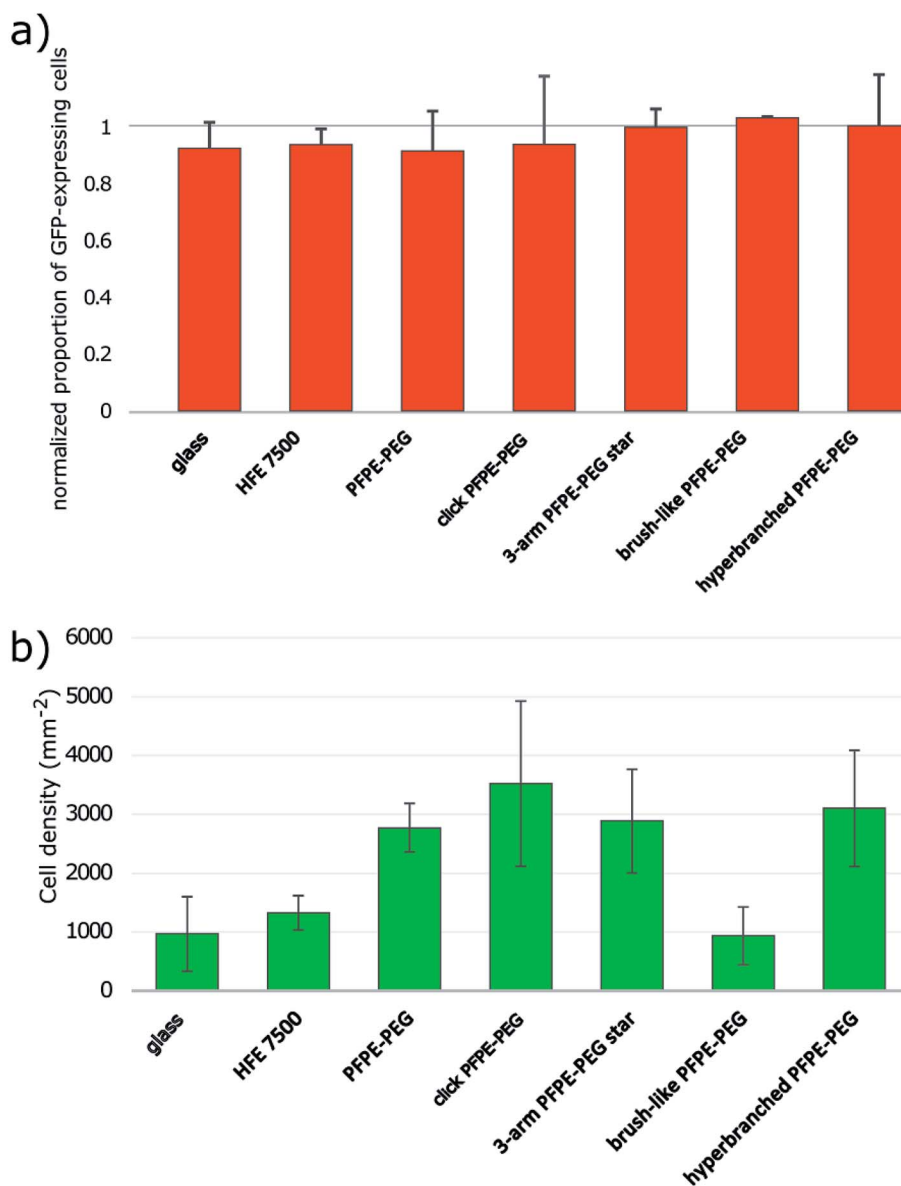 a)
normalized proportion of GFP-expressing cells
1
0.8
0.6
0.4
0.2
0
glass
HFE 7500
PFPE-PEG
click PFPE-PEG
3-arm PFPE-PEG star
brush-like PFPE-PEG
hyperbranched PFPE-PEG
b)
Cell density (mm⁻²)
6000
5000
4000
3000
2000
1000
0
glass
HFE 7500
PFPE-PEG
click PFPE-PEG
3-arm PFPE-PEG star
brush-like PFPE-PEG
hyperbranched PFPE-PEG